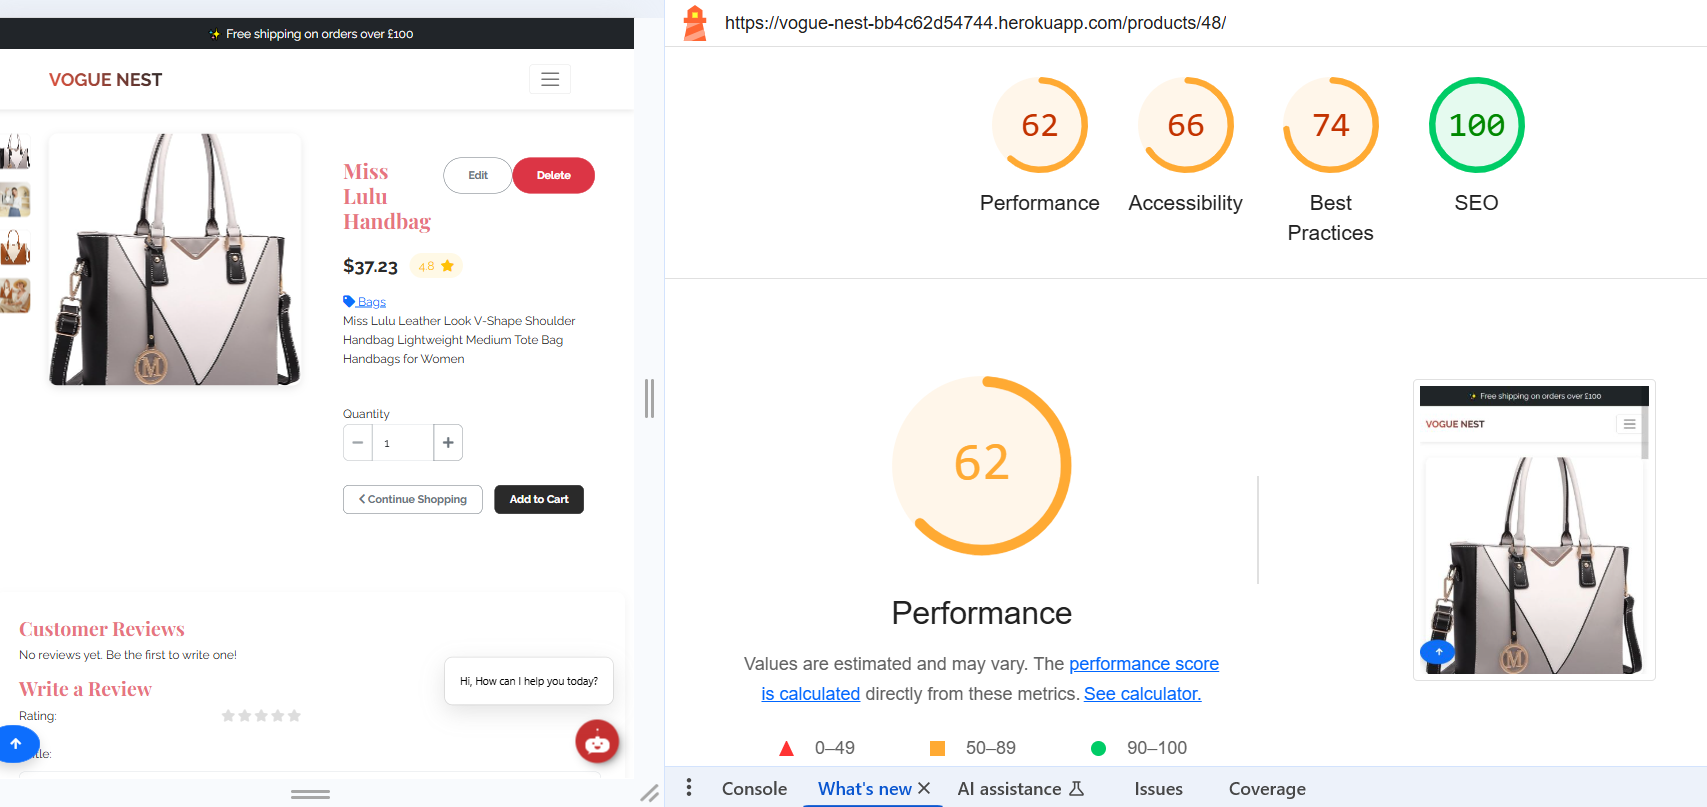 ✨ Free shipping on orders over £100
VOGUE NEST
Miss
Lulu
Handbag
Edit
Delete
$37.23
4.8
Bags
Miss Lulu Leather Look V-Shape Shoulder
Handbag Lightweight Medium Tote Bag
Handbags for Women
M
Quantity
1
Continue Shopping
Add to Cart
Customer Reviews
No reviews yet. Be the first to write one!
Write a Review
Rating:
Hi, How can I help you today?
https://vogue-nest-bb4c62d54744.herokuapp.com/products/48/
62
66
74
100
Performance
Accessibility
Best
Practices
SEO
62
Performance
Values are estimated and may vary. The performance score
is calculated directly from these metrics. See calculator.
0–49
50–89
90–100
✨ Free shipping on orders over £100
VOGUE NEST
M
Console
What's new
AI assistance
Issues
Coverage